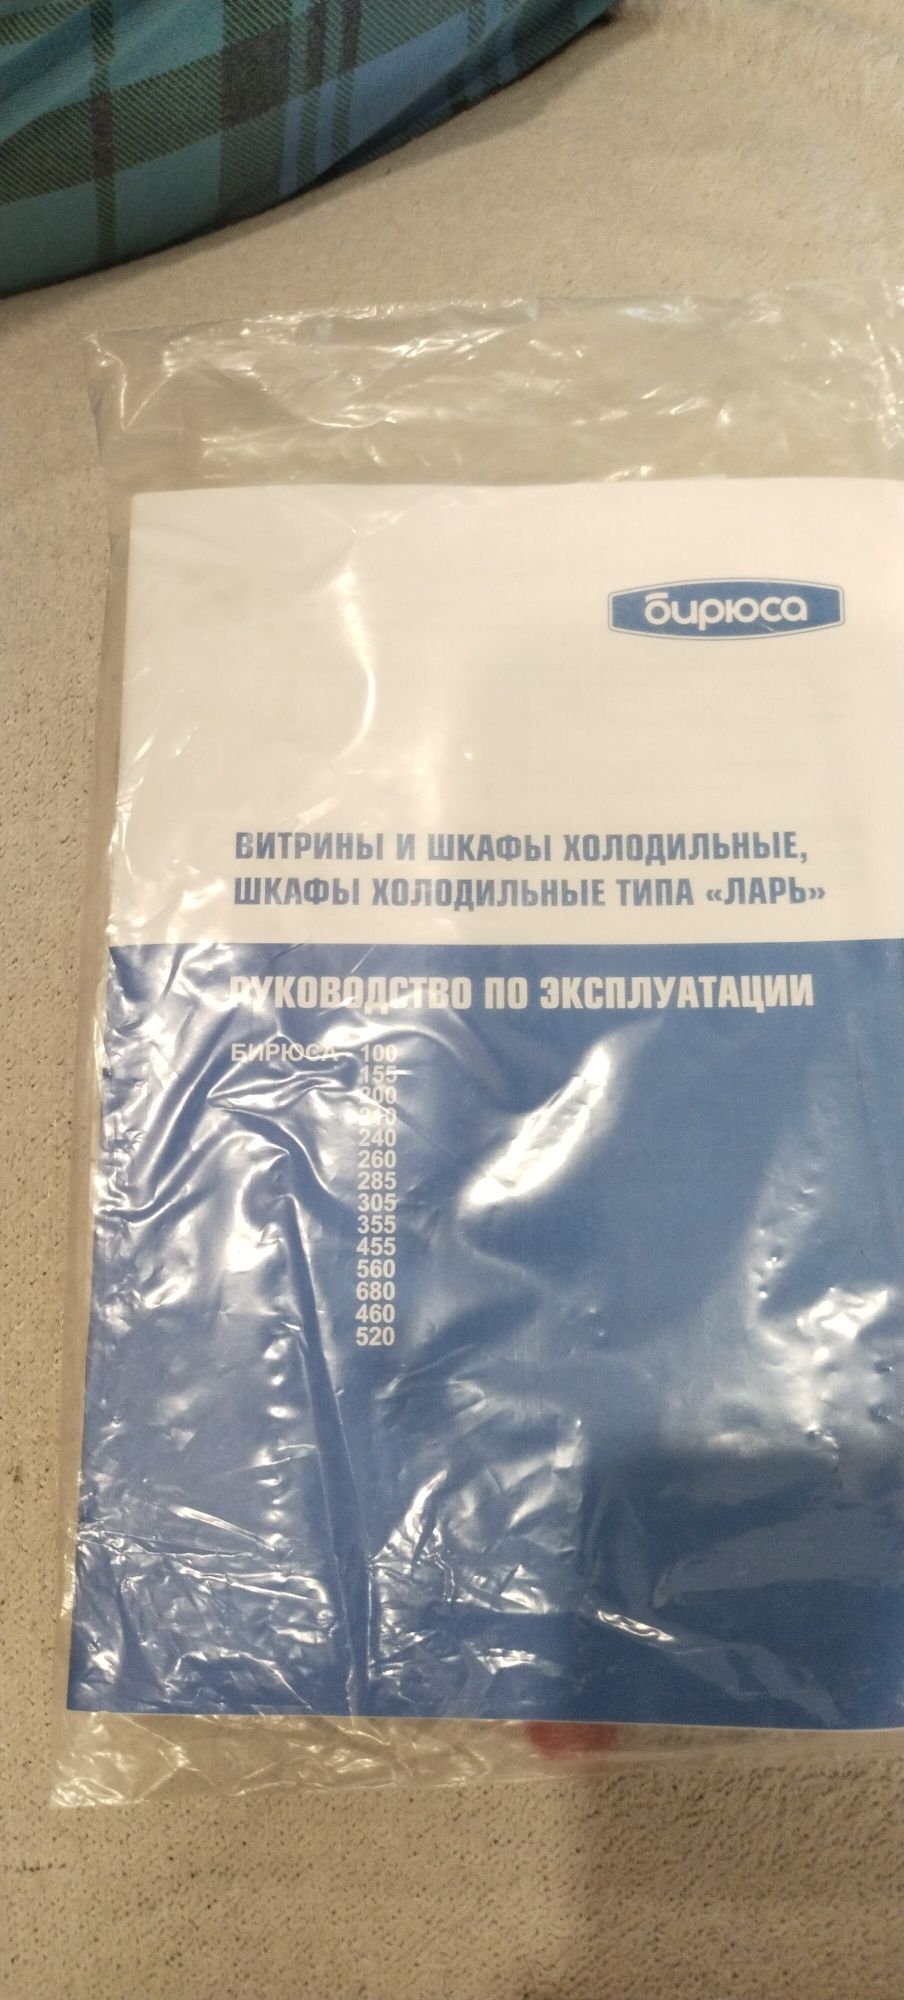 бирюса
ВИТРИНЫ И ШКАФЫ ХОЛОДИЛЬНЫЕ,
ШКАФЫ ХОЛОДИЛЬНЫЕ ТИПА «ЛАРЬ»
РУКОВОДСТВО ПО ЭКСПЛУАТАЦИИ
БИРЮСА 100
155
200
210
240
260
285
305
355
455
560
680
460
520